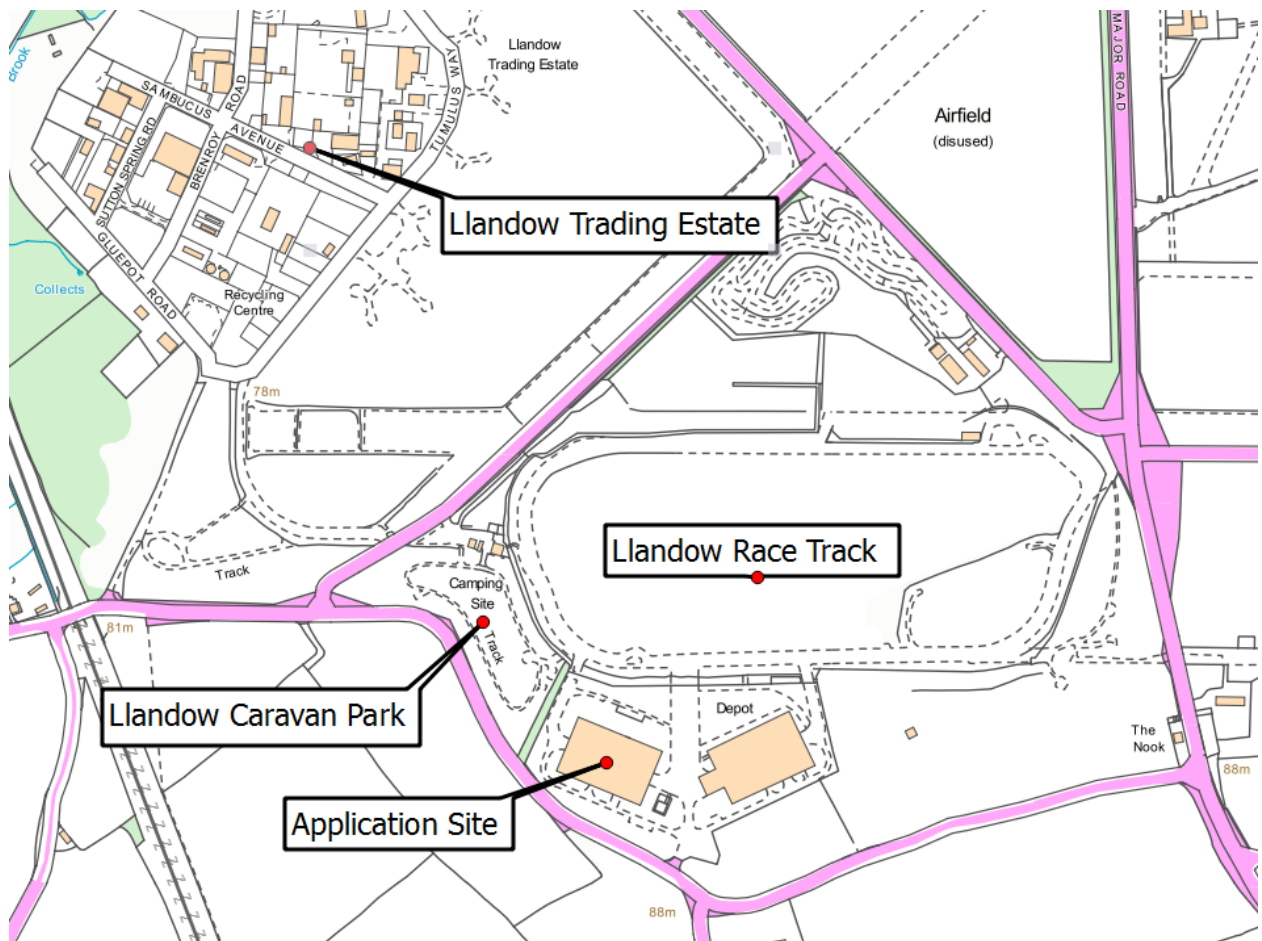 Brook
Llandow
Trading Estate
MAJOR ROAD
SAMBUCUS
AVENUE
ROAD
BRENROY
TUMULUS WAY
SUTTON SPRING RD
GLUEPOT ROAD
Airfield
(disused)
Llandow Trading Estate
Collects
Recycling
Centre
78m
Llandow Race Track
Track
Camping
Site
Track
81m
Llandow Caravan Park
Depot
The
Nook
88m
Application Site
88m